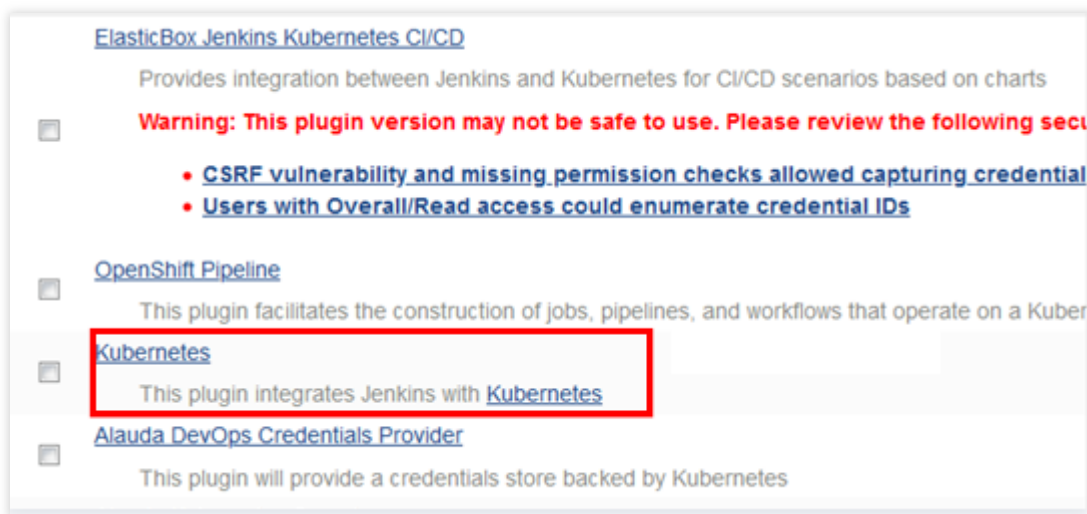 ElasticBox Jenkins Kubernetes CI/CD
Provides integration between Jenkins and Kubernetes for CI/CD scenarios based on charts
Warning: This plugin version may not be safe to use. Please review the following secu
CSRF vulnerability and missing permission checks allowed capturing credential
Users with Overall/Read access could enumerate credential IDs
OpenShift Pipeline
This plugin facilitates the construction of jobs, pipelines, and workflows that operate on a Kuber
Kubernetes
This plugin integrates Jenkins with Kubernetes
Alauda DevOps Credentials Provider
This plugin will provide a credentials store backed by Kubernetes